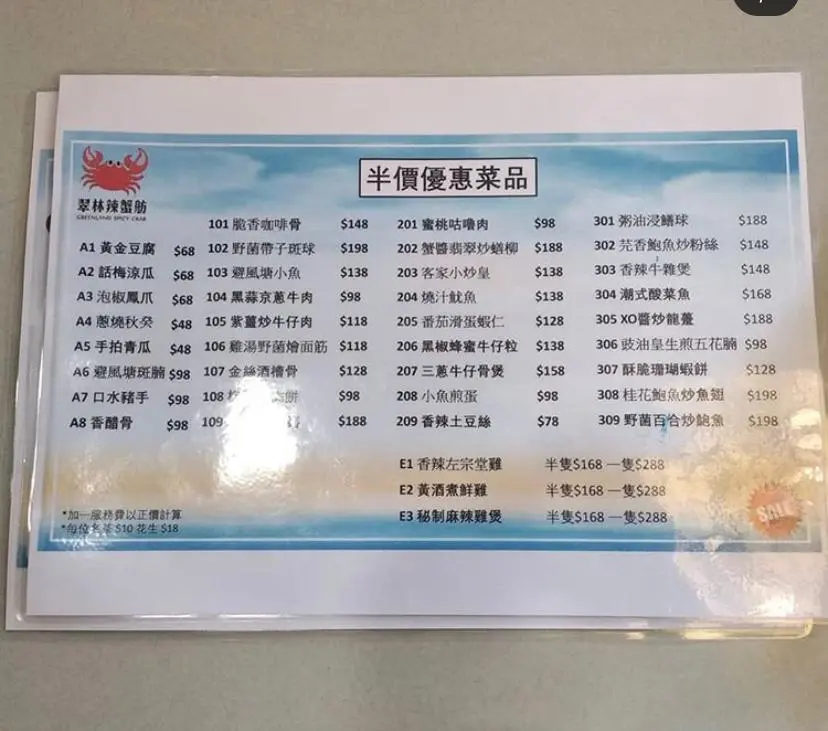 半價優惠菜品
翠林辣蟹舫
GREENLAND SPICY CRAB
A1 黃金豆腐 $68
A2 話梅涼瓜 $68
A3 泡椒鳳爪 $68
A4 蔥燒秋葵 $48
A5 手拍青瓜 $48
A6 避風塘斑腩 $98
A7 口水豬手 $98
A8 香醋骨 $98
101 脆香咖啡骨 $148
102 野菌帶子斑球 $198
103 避風塘小魚 $138
104 黑蒜京蔥牛肉 $98
105 紫薑炒牛仔肉 $118
106 雞湯野菌燴面筋 $118
107 金絲酒槽骨 $128
108 餅 $98
109 $188
201 蜜桃咕嚕肉 $98
202 蟹醬翡翠炒鰌柳 $188
203 客家小炒皇 $138
204 燒汁魷魚 $138
205 番茄滑蛋蝦仁 $128
206 黑椒蜂蜜牛仔粒 $138
207 三蔥牛仔骨煲 $158
208 小魚煎蛋 $98
209 香辣土豆絲 $78
301 粥油浸鱔球 $188
302 芫香鮑魚炒粉絲 $148
303 香辣牛雜煲 $148
304 潮式酸菜魚 $168
305 XO醬炒龍躉 $188
306 豉油皇生煎五花腩 $98
307 酥脆珊瑚蝦餅 $128
308 桂花鮑魚炒魚翅 $198
309 野菌百合炒鮑魚 $198
E1 香辣左宗堂雞 半隻$168 一隻$288
E2 黃酒煮鮮雞 半隻$168 一隻$288
E3 秘制麻辣雞煲 半隻$168 一隻$288
*加一服務費以正價計算
*每位茗茶 $10 花生 $18
SALE